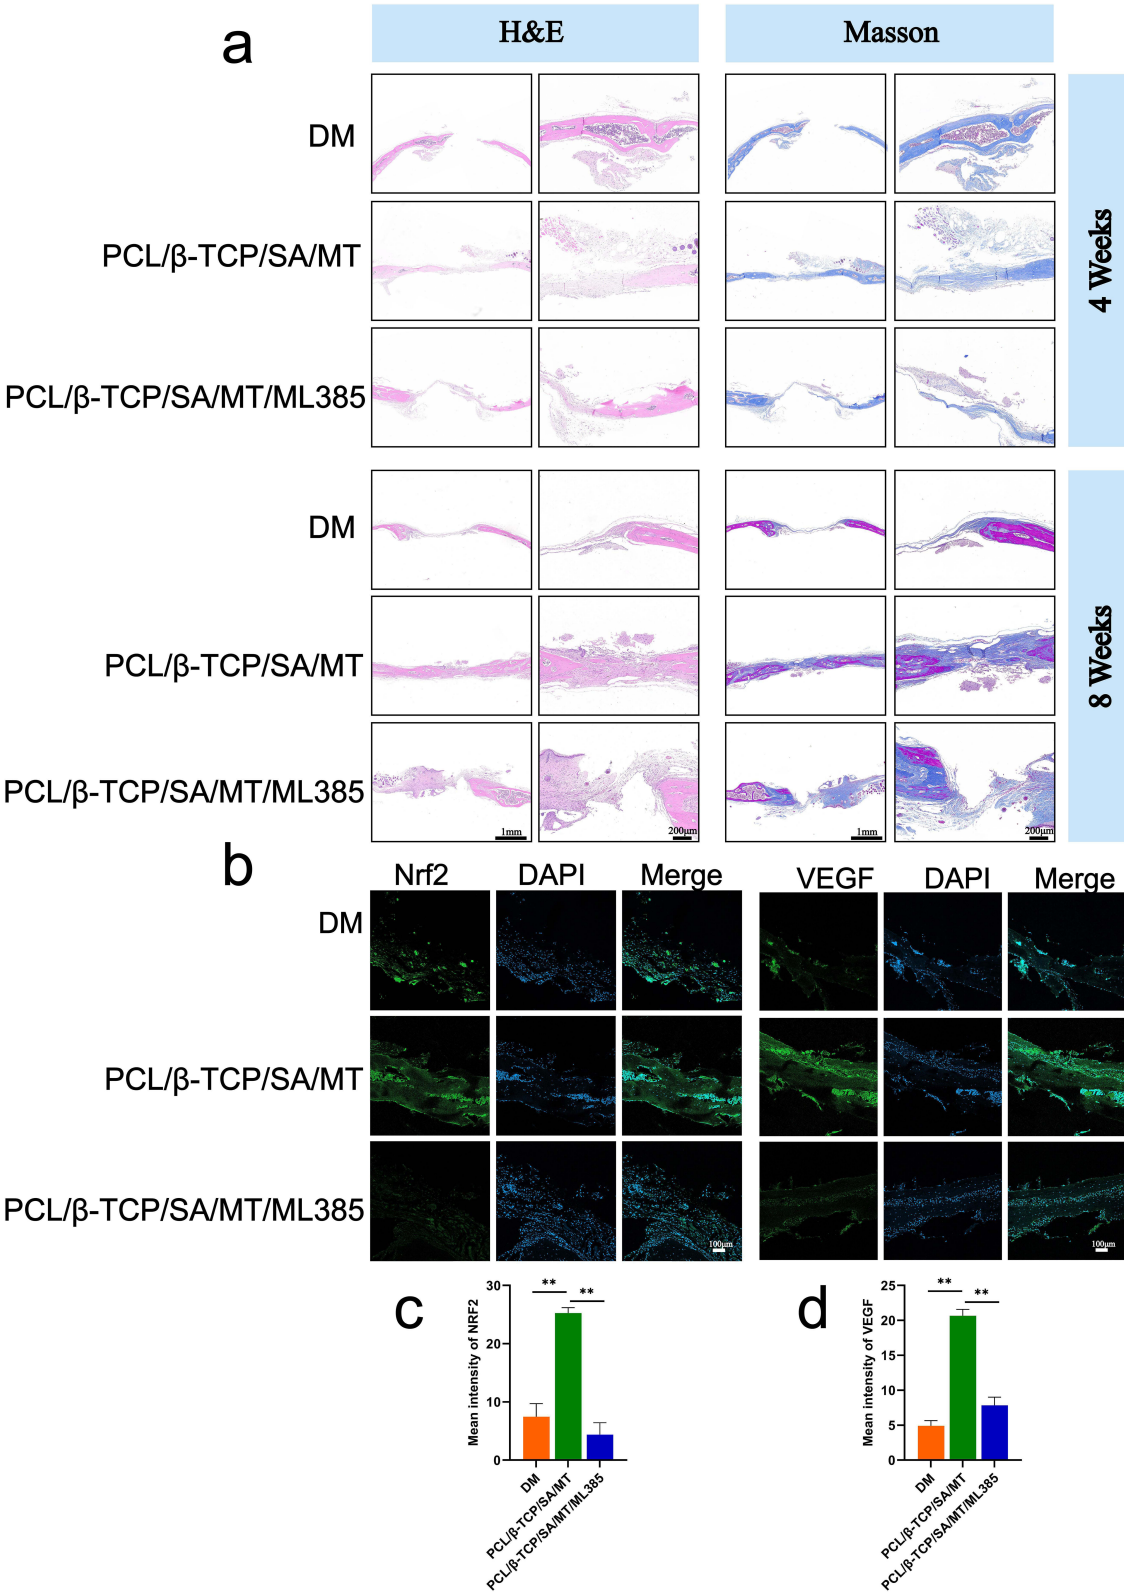 a
H&E
Masson
DM
PCL/β-TCP/SA/MT
PCL/β-TCP/SA/MT/ML385
4 Weeks
DM
PCL/β-TCP/SA/MT
PCL/β-TCP/SA/MT/ML385
8 Weeks
1mm
200μm
1mm
200μm
b
Nrf2
DAPI
Merge
VEGF
DAPI
Merge
DM
PCL/β-TCP/SA/MT
PCL/β-TCP/SA/MT/ML385
100μm
100μm
c
Mean intensity of NRF2
30
20
10
0
**
**
DM
PCL/β-TCP/SA/MT
PCL/β-TCP/SA/MT/ML385
d
Mean intensity of VEGF
25
20
15
10
5
0
**
**
DM
PCL/β-TCP/SA/MT
PCL/β-TCP/SA/MT/ML385